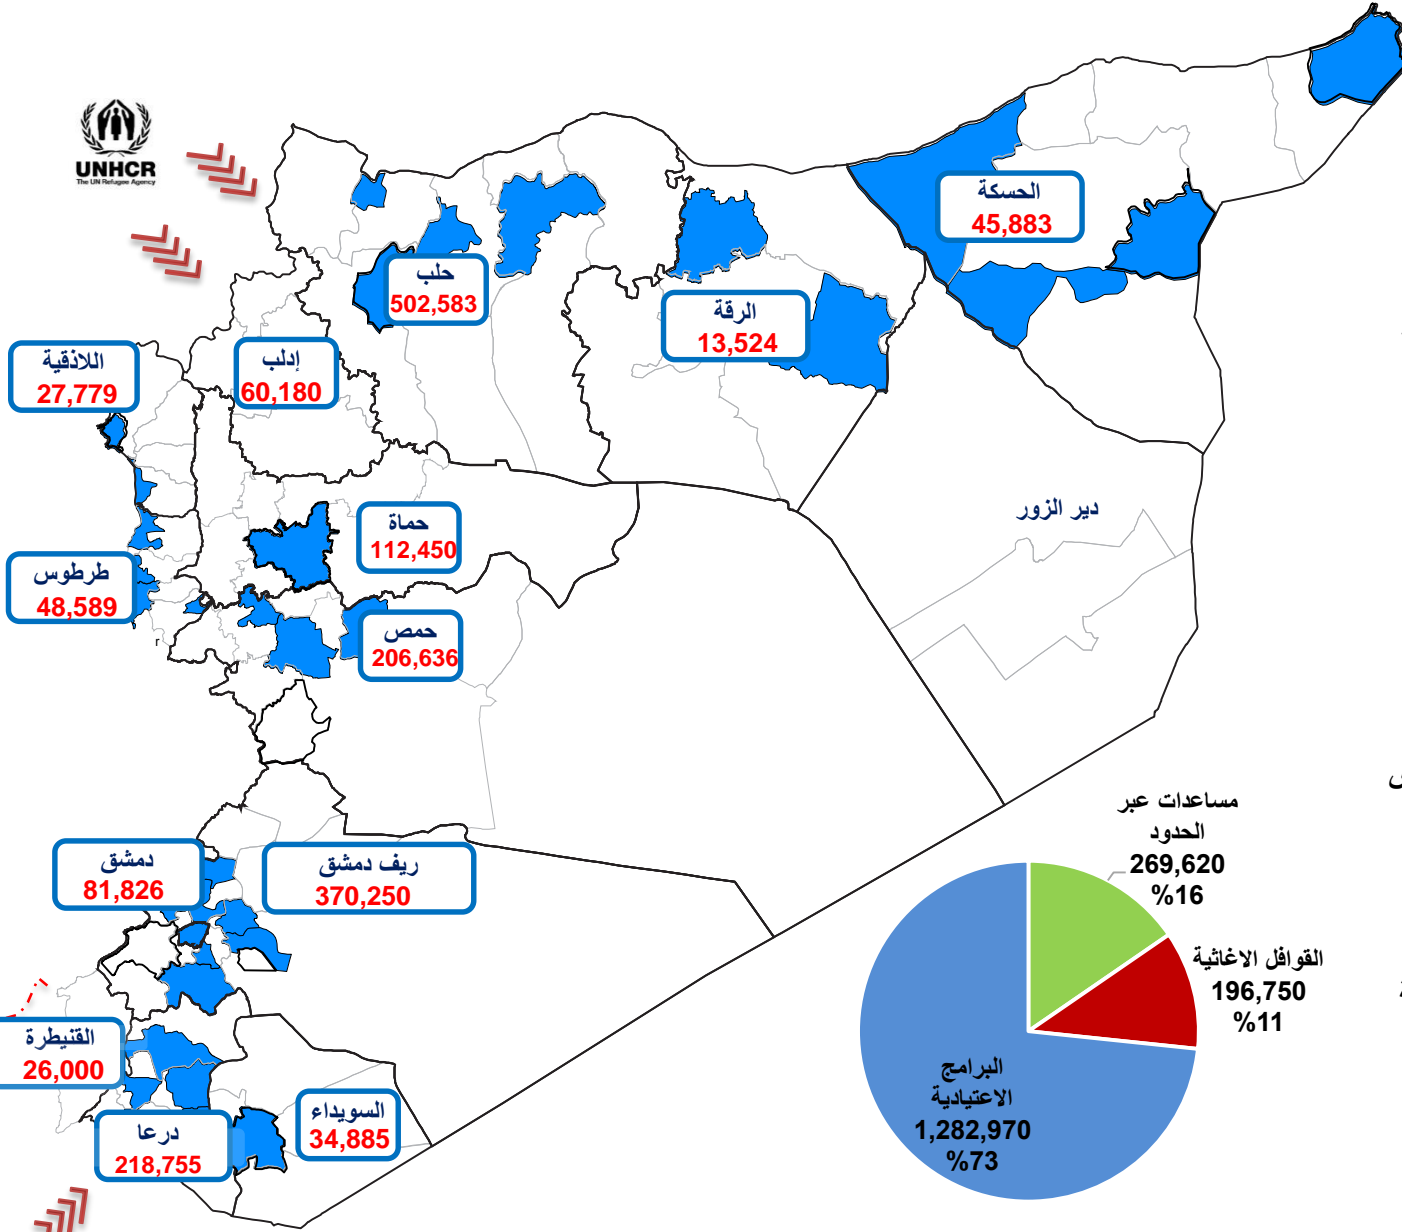 UNHCR
The UN Refugee Agency
الحسكة
45,883
حلب
502,583
الرقة
13,524
إدلب
60,180
اللاذقية
27,779
حماة
112,450
دير الزور
طرطوس
48,589
حمص
206,636
دمشق
81,826
ريف دمشق
370,250
القنيطرة
26,000
درعا
218,755
السويداء
34,885
مساعدات عبر
الحدود
269,620
%16
القوافل الاغاثية
196,750
%11
البرامج
الاعتيادية
1,282,970
%73